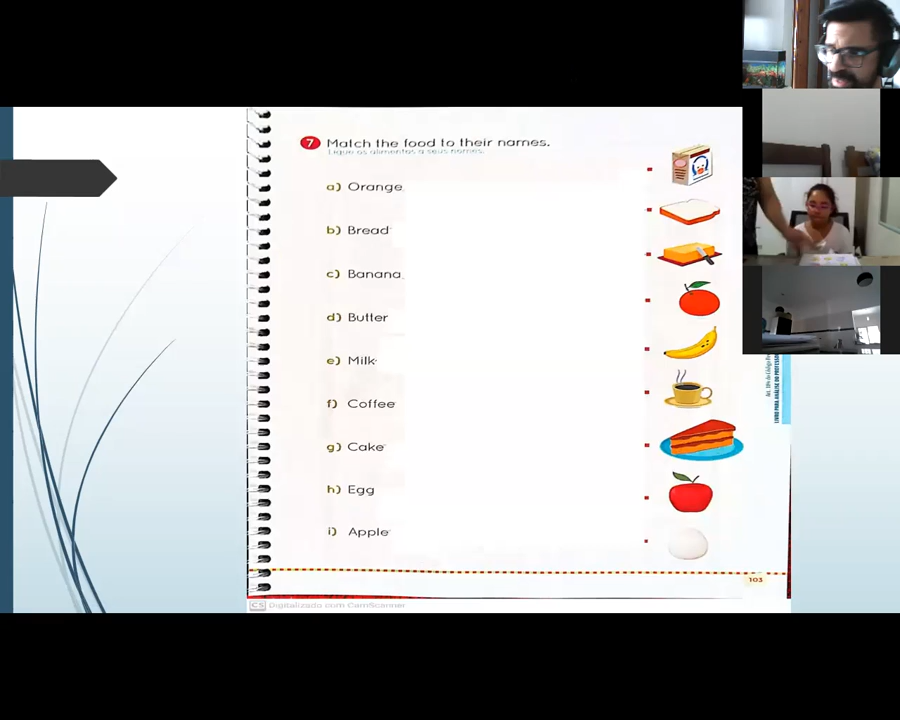 7 Match the food to their names.
Ligue os alimentos a seus nomes.
a) Orange
b) Bread
c) Banana
d) Butter
e) Milk
f) Coffee
g) Cake
h) Egg
i) Apple
103
CS Digitalizado com CamScanner